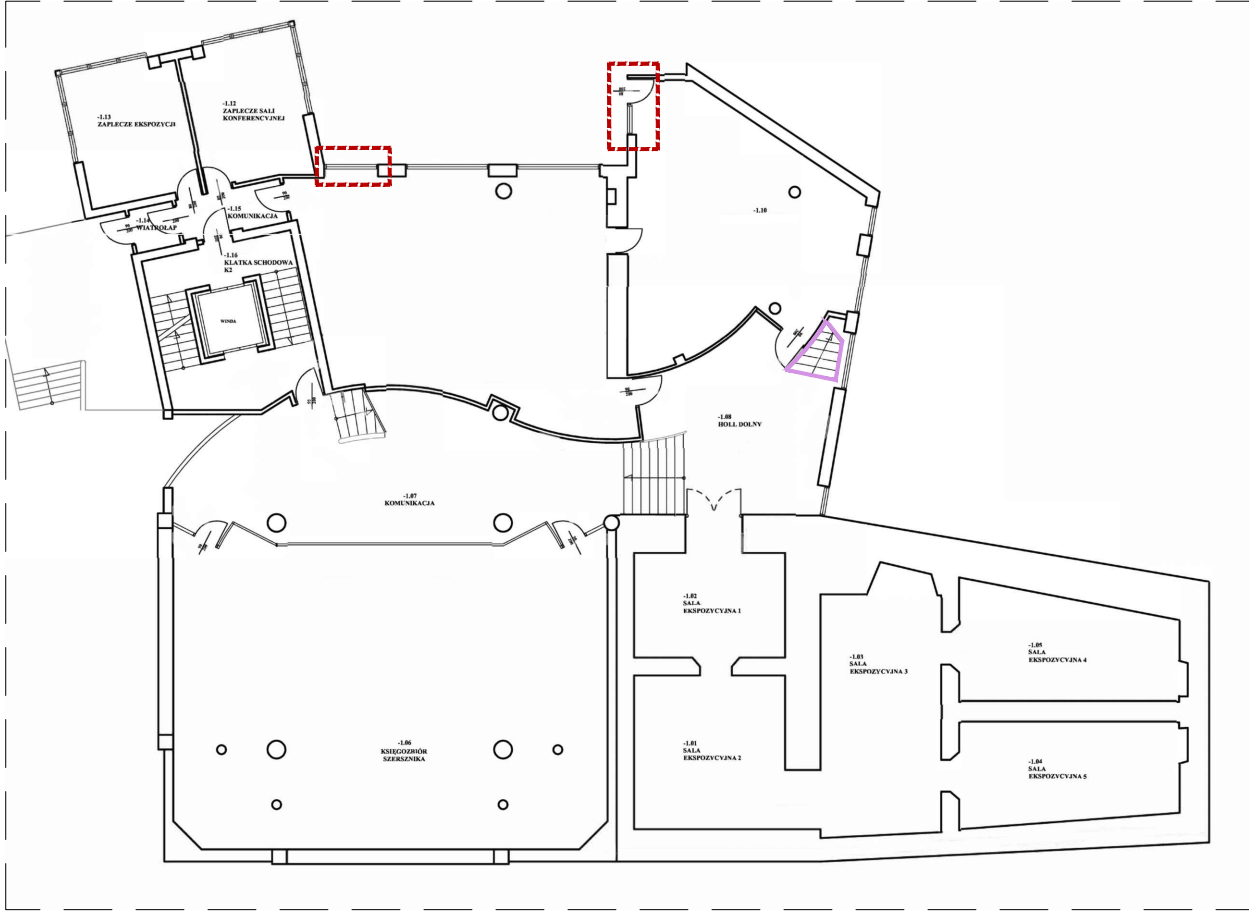 -1.12
ZAPLECZE SALI
KONFERENCYJNEJ
-1.13
ZAPLECZE EKSPOZYCJI
-1.14
WIATROŁAP
-1.15
KOMUNIKACJA
-1.10
-1.16
KLATKA SCHODOWA
K2
WINDA
-1.08
HOLL DOLNY
-1.07
KOMUNIKACJA
-1.02
SALA
EKSPOZYCYJNA 1
-1.03
SALA
EKSPOZYCYJNA 3
-1.05
SALA
EKSPOZYCYJNA 4
-1.06
KSIĘGOZBIÓR
SZERSZNIKA
-1.01
SALA
EKSPOZYCYJNA 2
-1.04
SALA
EKSPOZYCYJNA 5